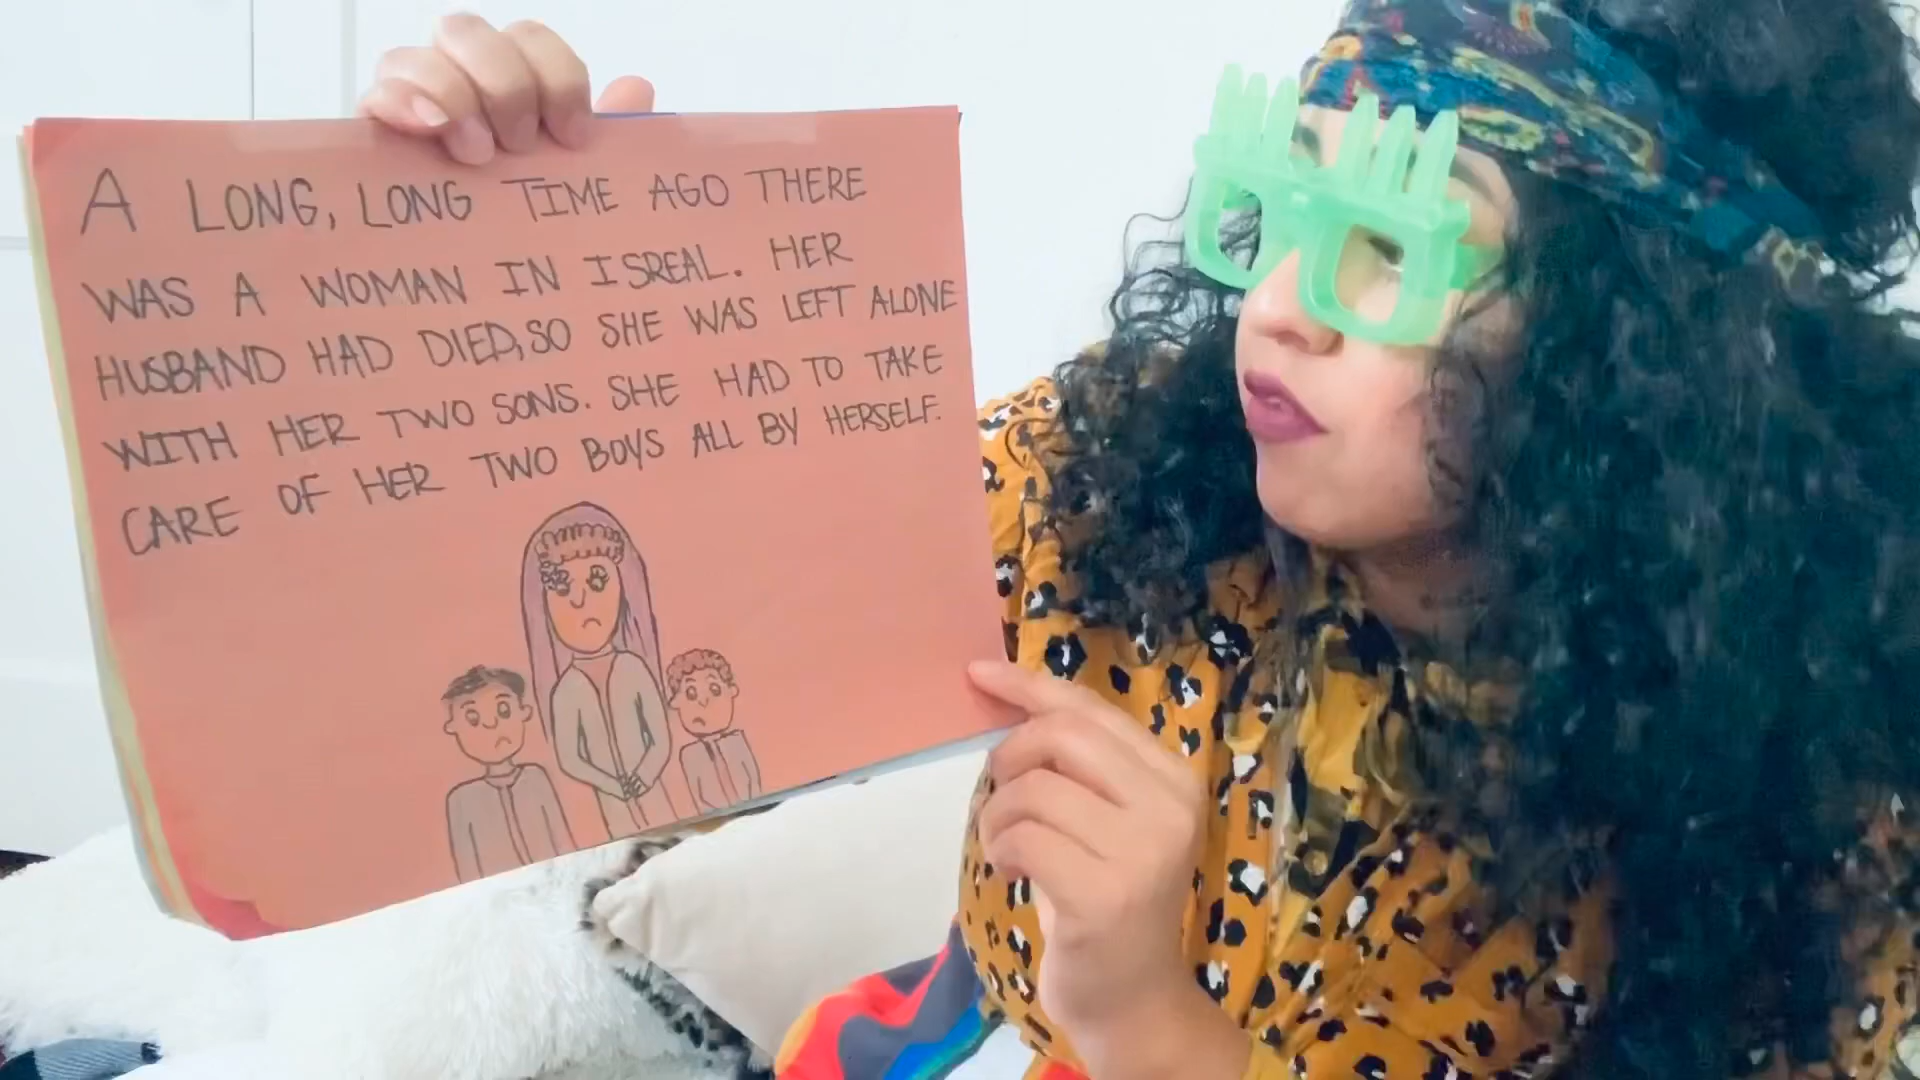 A LONG, LONG TIME AGO THERE
WAS A WOMAN IN ISREAL. HER
HUSBAND HAD DIED, SO SHE WAS LEFT ALONE
WITH HER TWO SONS. SHE HAD TO TAKE
CARE OF HER TWO BOYS ALL BY HERSELF.